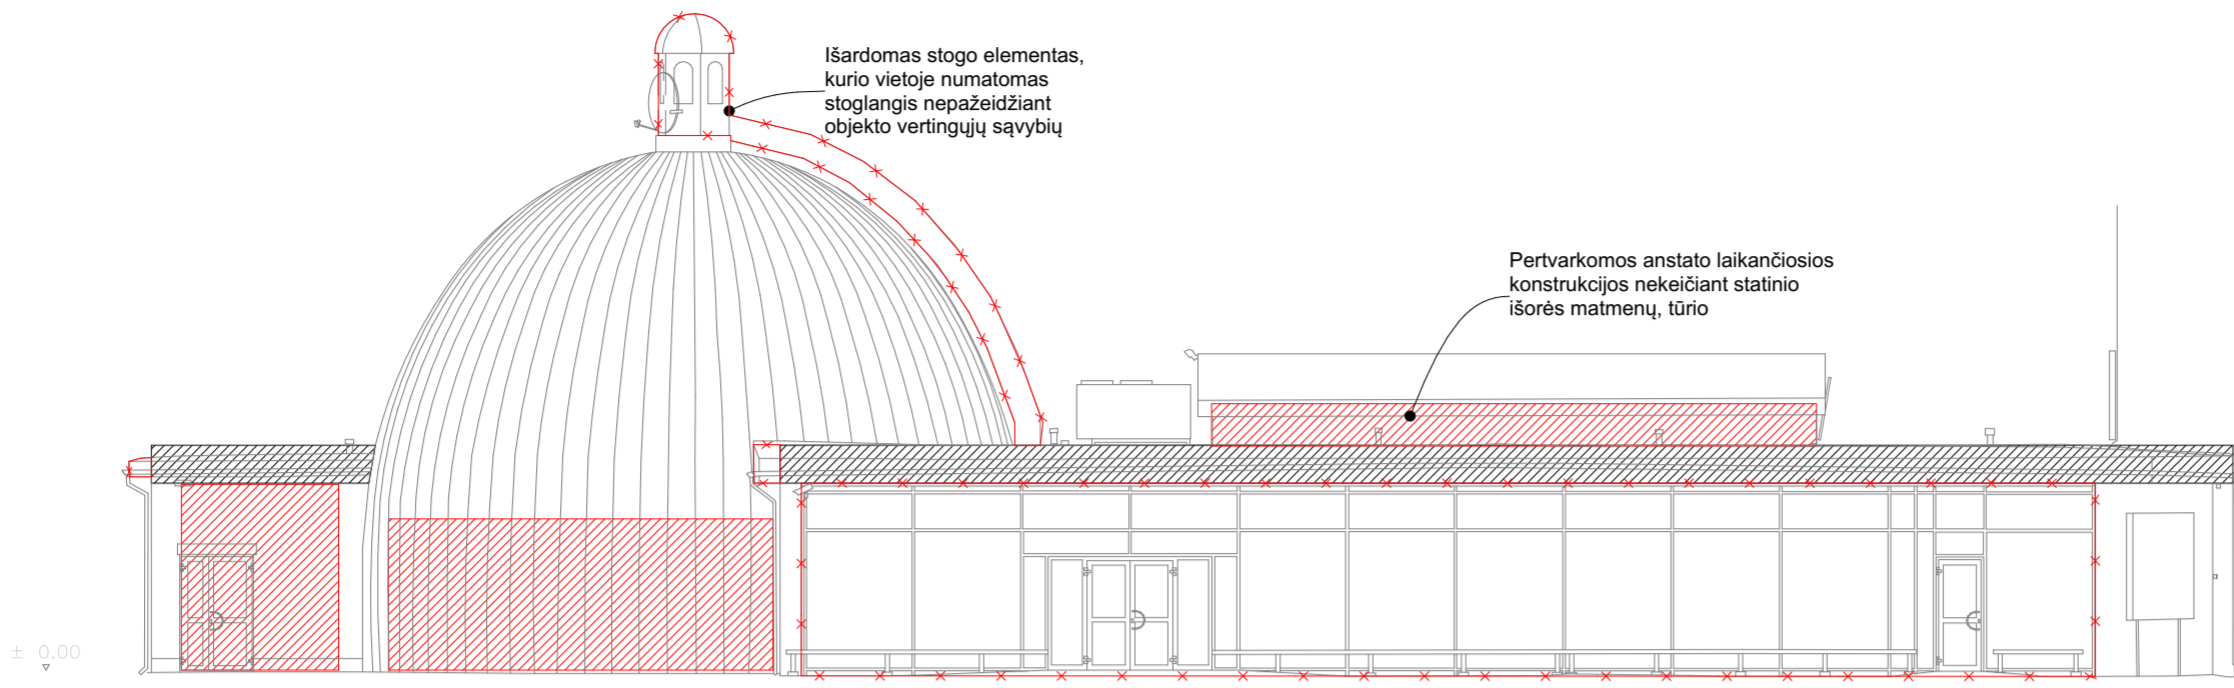 Išardomas stogo elementas,
kurio vietoje numatomas
stoglangis nepažeidžiant
objekto vertingųjų sąvybių
Pertvarkomos anstato laikančiosios
konstrukcijos nekeičiant statinio
išorės matmenų, tūrio
± 0.00